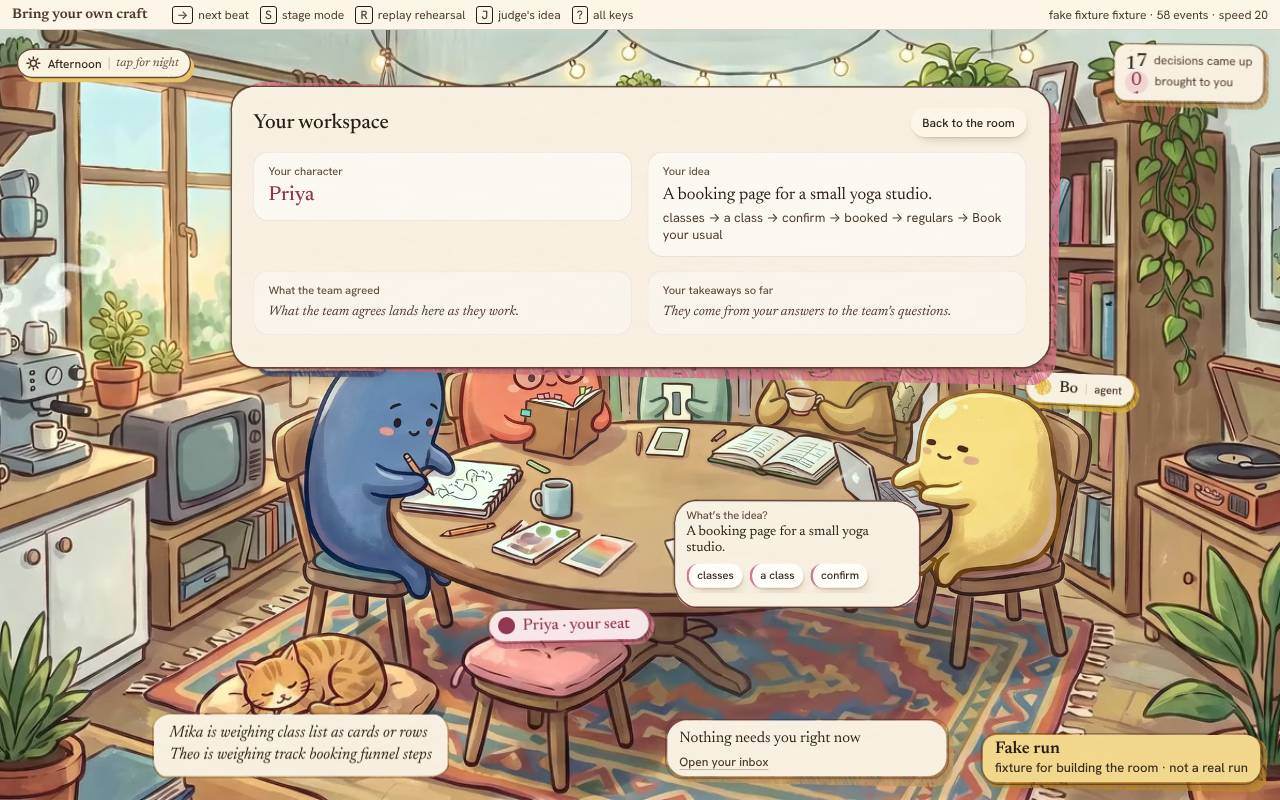 Bring your own craft
→ next beat S stage mode R replay rehearsal J judge's idea ? all keys
fake fixture fixture · 58 events · speed 20
Afternoon tap for night
17 decisions came up
0 brought to you
Your workspace
Back to the room
Your character
Priya
Your idea
A booking page for a small yoga studio.
classes → a class → confirm → booked → regulars → Book
your usual
What the team agreed
What the team agrees lands here as they work.
Your takeaways so far
They come from your answers to the team's questions.
Bo agent
What's the idea?
A booking page for a small yoga
studio.
classes a class confirm
Priya · your seat
Mika is weighing class list as cards or rows
Theo is weighing track booking funnel steps
Nothing needs you right now
Open your inbox
Fake run
fixture for building the room · not a real run